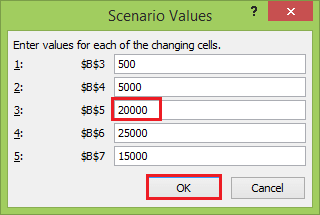 Scenario Values ? ×
Enter values for each of the changing cells.
1: $B$3 500
2: $B$4 5000
3: $B$5 20000
4: $B$6 25000
5: $B$7 15000
OK Cancel